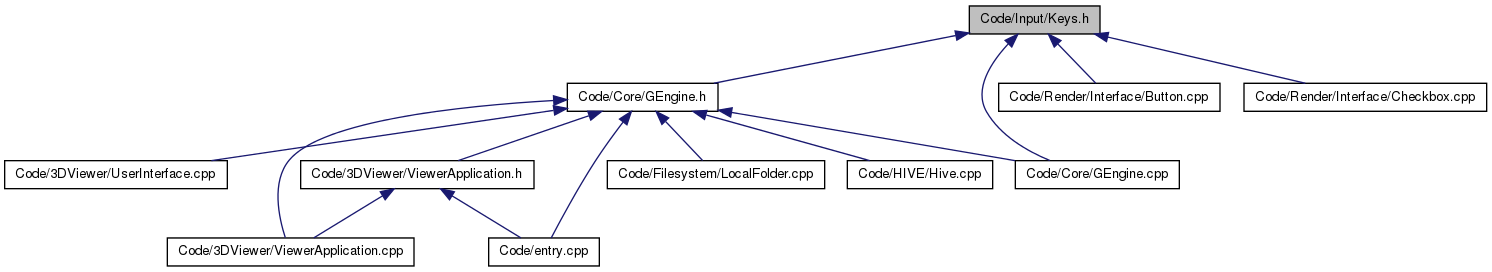 Code/Input/Keys.h
Code/Core/GEngine.h
Code/Render/Interface/Button.cpp
Code/Render/Interface/Checkbox.cpp
Code/3DViewer/UserInterface.cpp
Code/3DViewer/ViewerApplication.h
Code/Filesystem/LocalFolder.cpp
Code/HIVE/Hive.cpp
Code/Core/GEngine.cpp
Code/3DViewer/ViewerApplication.cpp
Code/entry.cpp